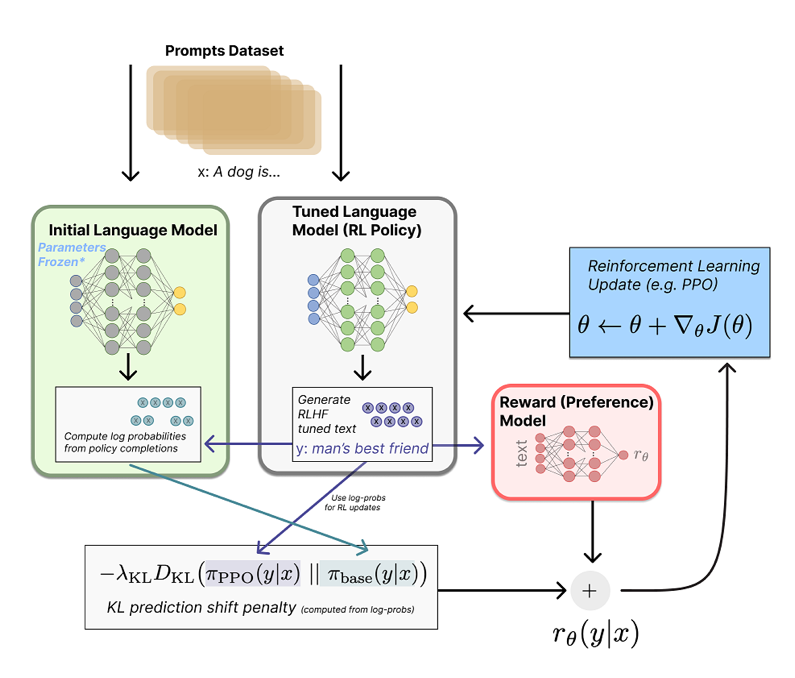 Prompts Dataset
x: A dog is...
Initial Language Model
Parameters
Frozen*
Tuned Language
Model (RL Policy)
Reinforcement Learning
Update (e.g. PPO)
θ ← θ + ∇θJ(θ)
x x x x
x x x x
Compute log probabilities
from policy completions
Generate
RLHF
tuned text
x x x x
x x x x
y: man's best friend
Reward (Preference)
Model
text
rθ
Use log-probs
for RL updates
−λKL DKL(πPPO(y|x) || πbase(y|x))
KL prediction shift penalty (computed from log-probs)
+
rθ(y|x)